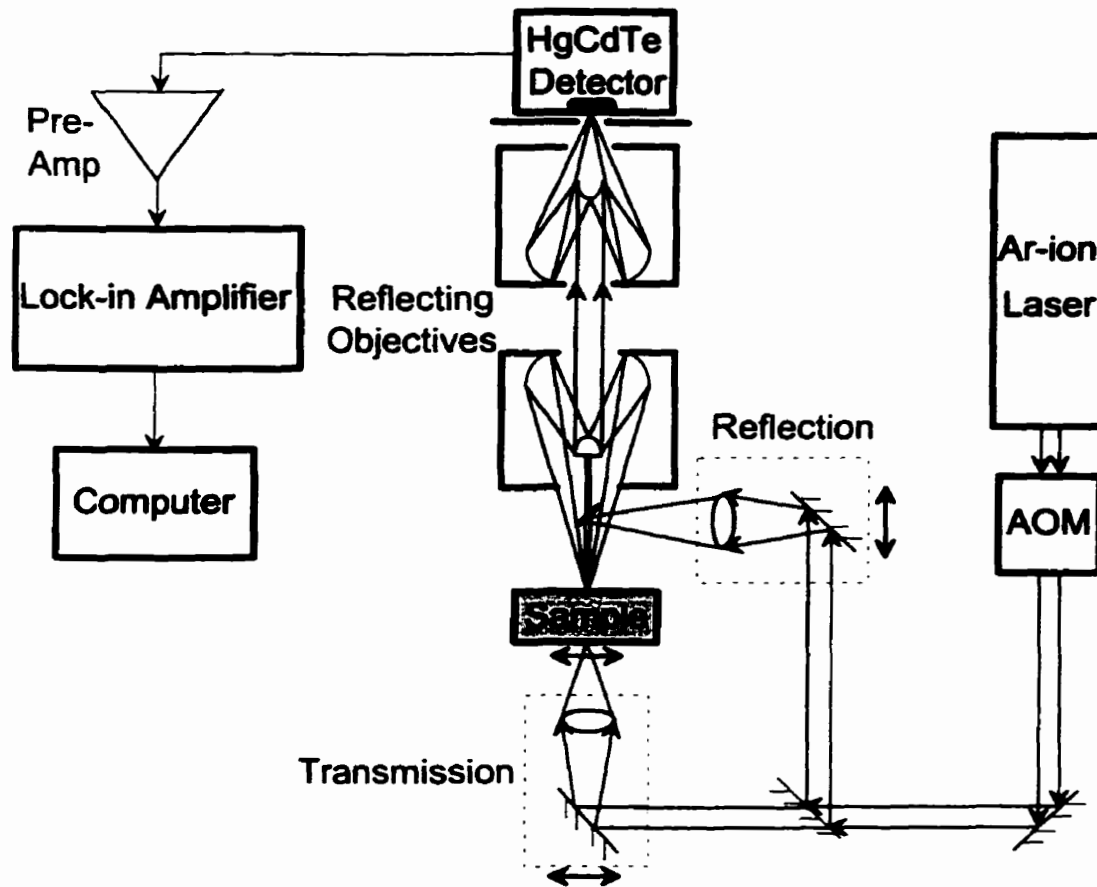 HgCdTe
Detector
Pre-
Amp
Ar-ion
Laser
Lock-in Amplifier
Reflecting
Objectives
Reflection
Computer
AOM
Sample
Transmission